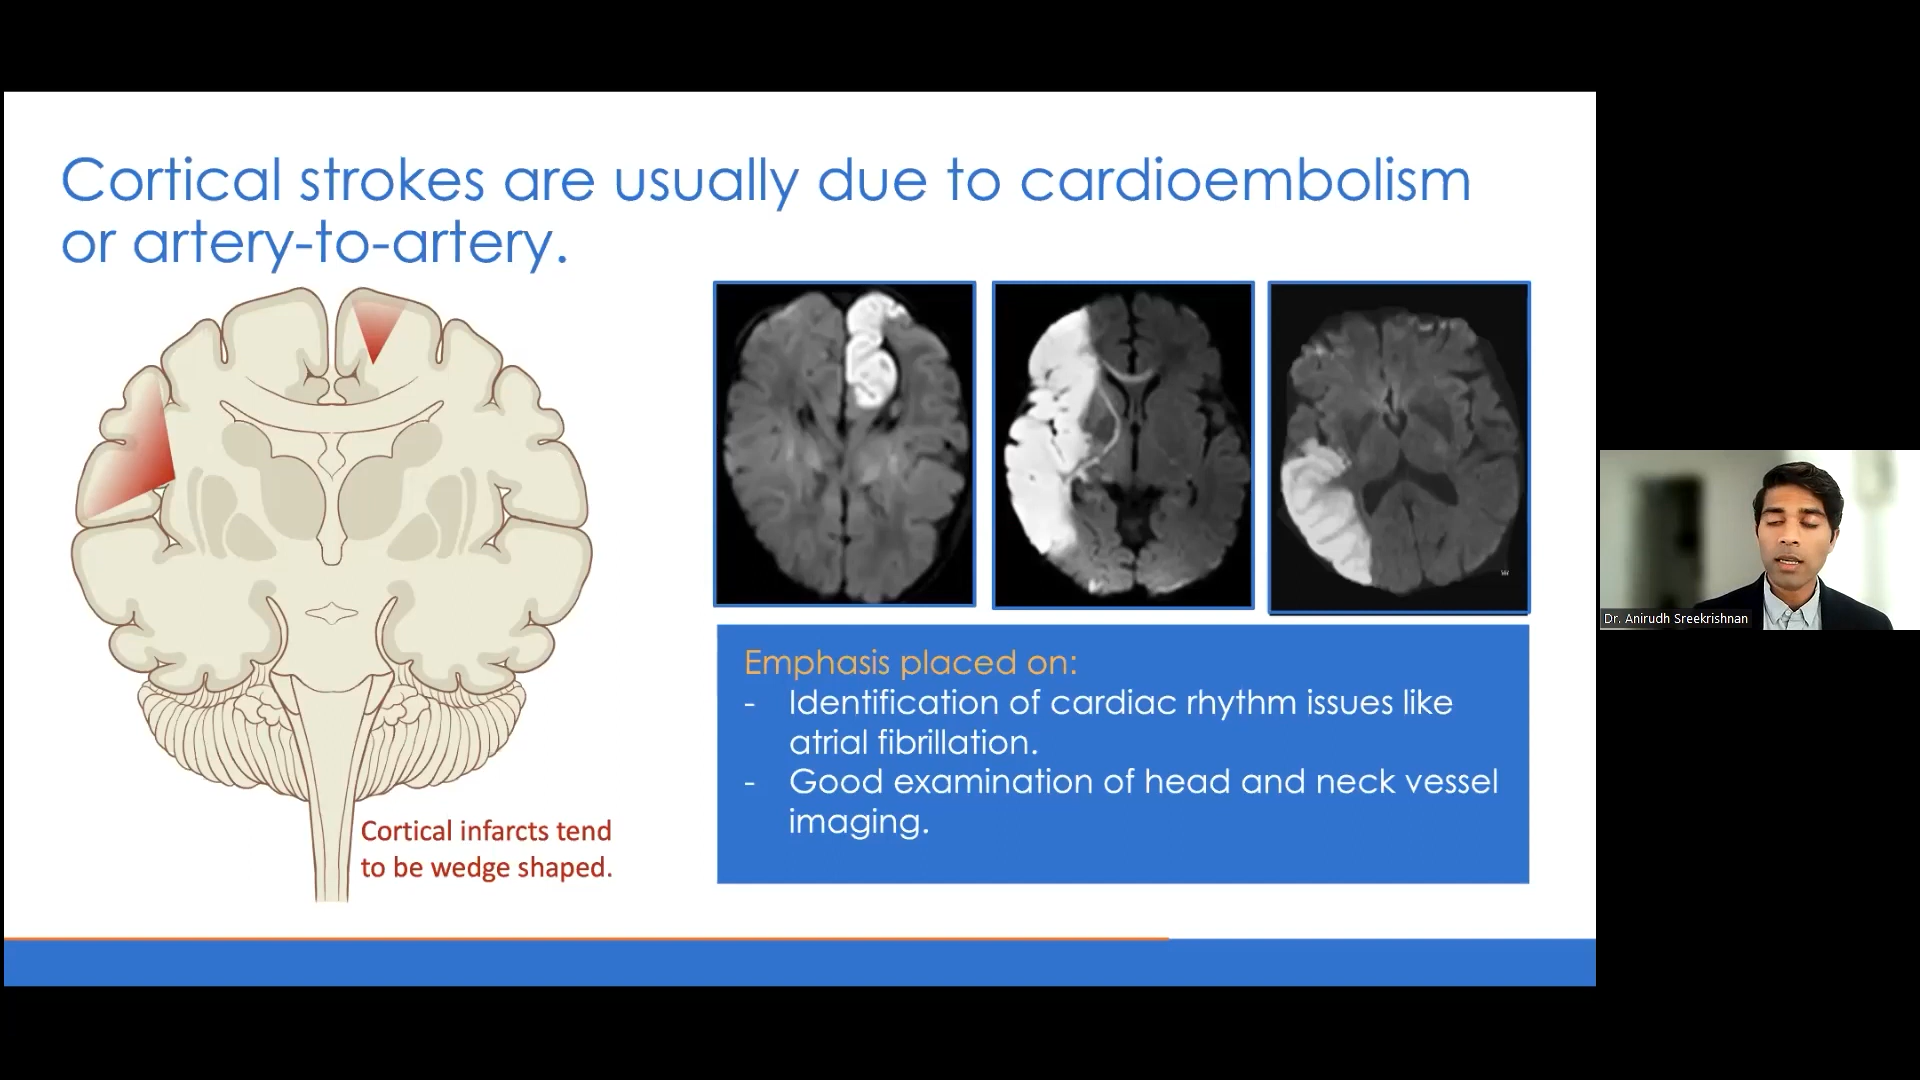 Cortical strokes are usually due to cardioembolism
or artery-to-artery.
Cortical infarcts tend
to be wedge shaped.
Emphasis placed on:
- Identification of cardiac rhythm issues like
atrial fibrillation.
- Good examination of head and neck vessel
imaging.
Dr. Anirudh Sreekrishnan